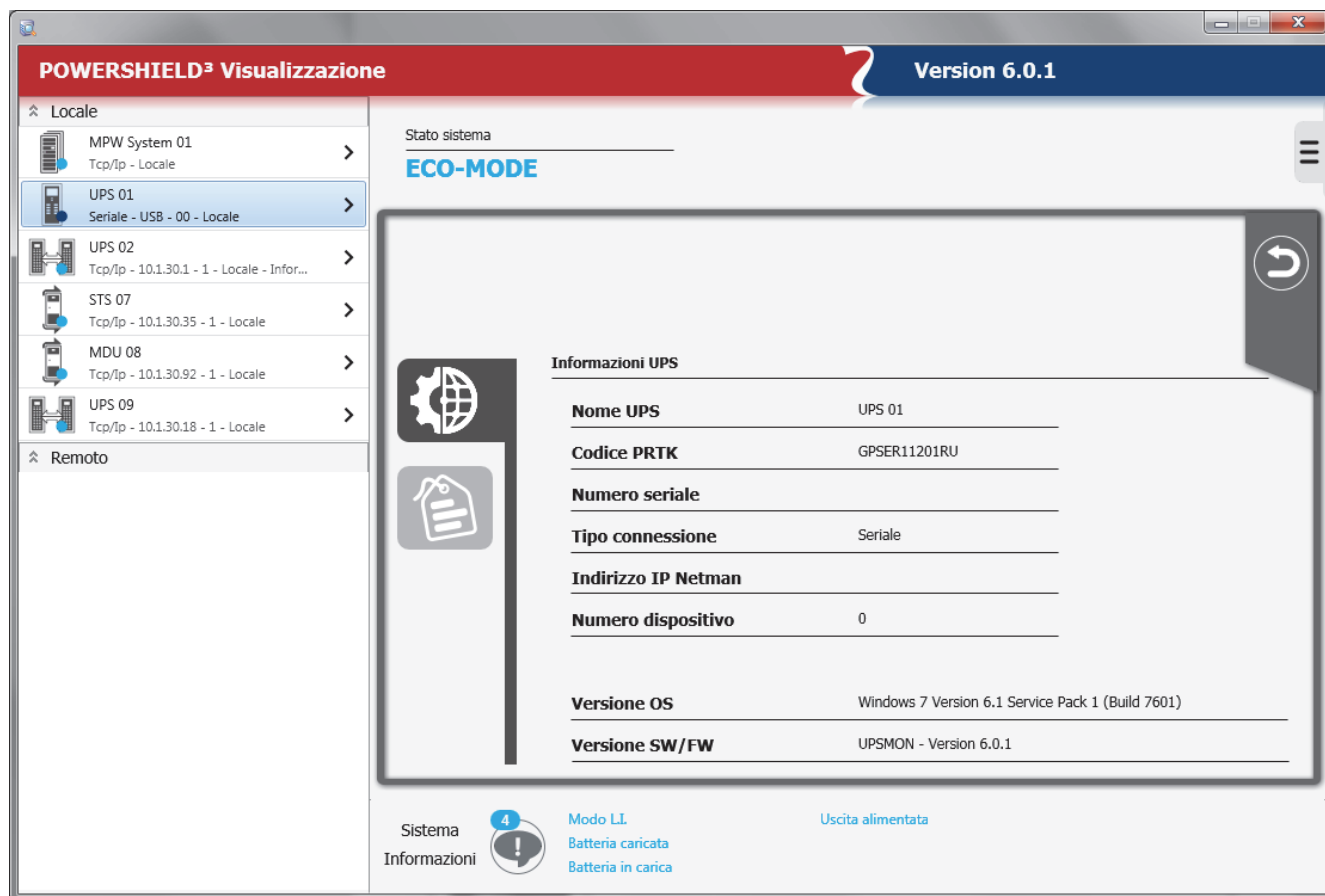 POWERSHIELD³ Visualizzazione
Version 6.0.1
Locale
MPW System 01
Tcp/Ip - Locale
UPS 01
Seriale - USB - 00 - Locale
UPS 02
Tcp/Ip - 10.1.30.1 - 1 - Locale - Infor...
STS 07
Tcp/Ip - 10.1.30.35 - 1 - Locale
MDU 08
Tcp/Ip - 10.1.30.92 - 1 - Locale
UPS 09
Tcp/Ip - 10.1.30.18 - 1 - Locale
Remoto
Stato sistema
ECO-MODE
Informazioni UPS
Nome UPS UPS 01
Codice PRTK GPSER11201RU
Numero seriale
Tipo connessione Seriale
Indirizzo IP Netman
Numero dispositivo 0
Versione OS Windows 7 Version 6.1 Service Pack 1 (Build 7601)
Versione SW/FW UPSMON - Version 6.0.1
Sistema
Informazioni
4
Modo L.I.
Batteria caricata
Batteria in carica
Uscita alimentata